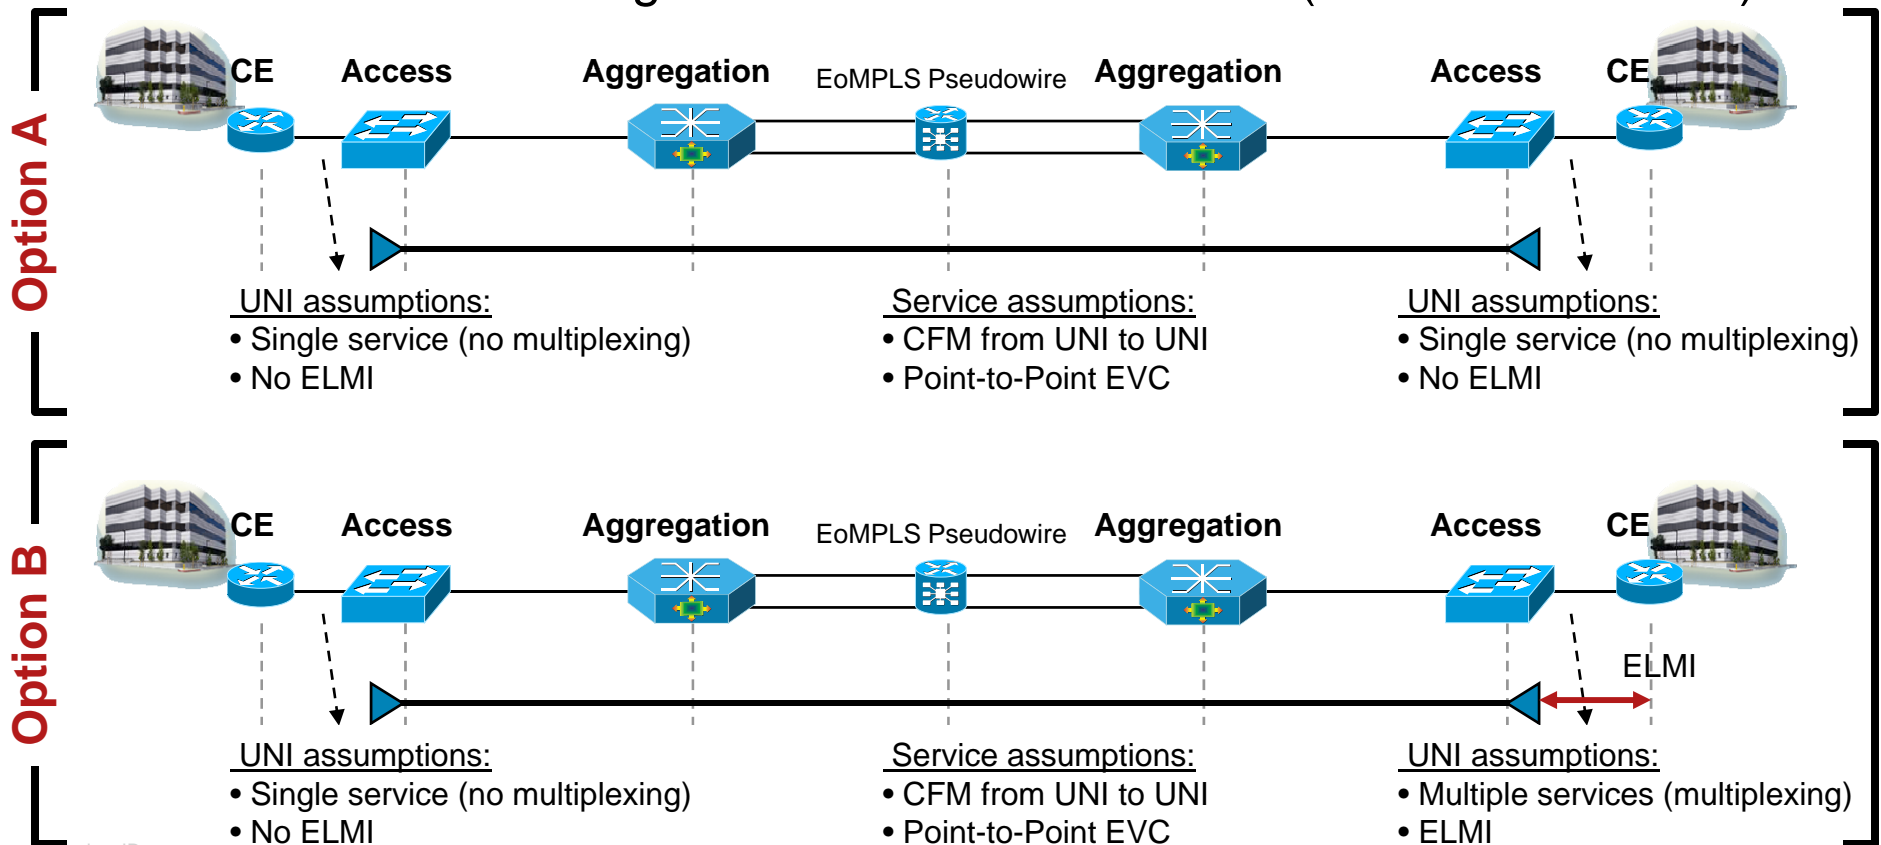 Option A
CE Access Aggregation EoMPLS Pseudowire Aggregation Access CE
UNI assumptions:
• Single service (no multiplexing)
• No ELMI
Service assumptions:
• CFM from UNI to UNI
• Point-to-Point EVC
UNI assumptions:
• Single service (no multiplexing)
• No ELMI
Option B
CE Access Aggregation EoMPLS Pseudowire Aggregation Access CE
ELMI
UNI assumptions:
• Single service (no multiplexing)
• No ELMI
Service assumptions:
• CFM from UNI to UNI
• Point-to-Point EVC
UNI assumptions:
• Multiple services (multiplexing)
• ELMI